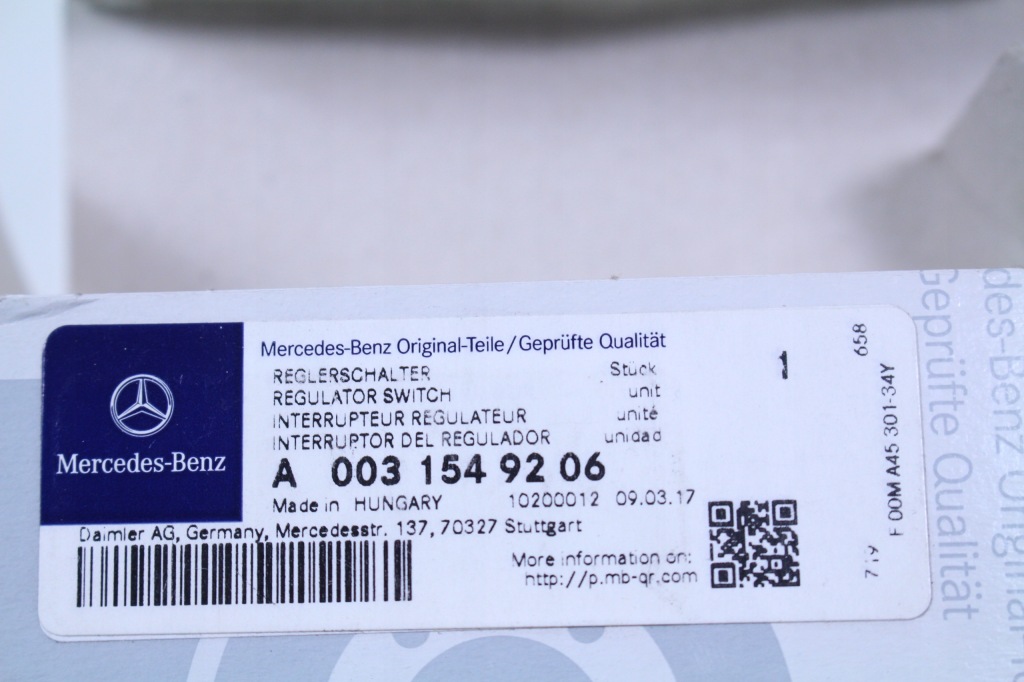 Mercedes-Benz
Mercedes-Benz Original-Teile/Geprüfte Qualität
REGLERSCHALTER Stück 1
REGULATOR SWITCH unit
INTERRUPTEUR REGULATEUR unité
INTERRUPTOR DEL REGULADOR unidad
A 003 154 92 06
Made in HUNGARY 10200012 09.03.17
Daimler AG, Germany, Mercedesstr. 137, 70327 Stuttgart
More information on:
http://p.mb-qr.com
658
F 00M A45 301-34Y
Geprüfte Qualität
des-Benz Original